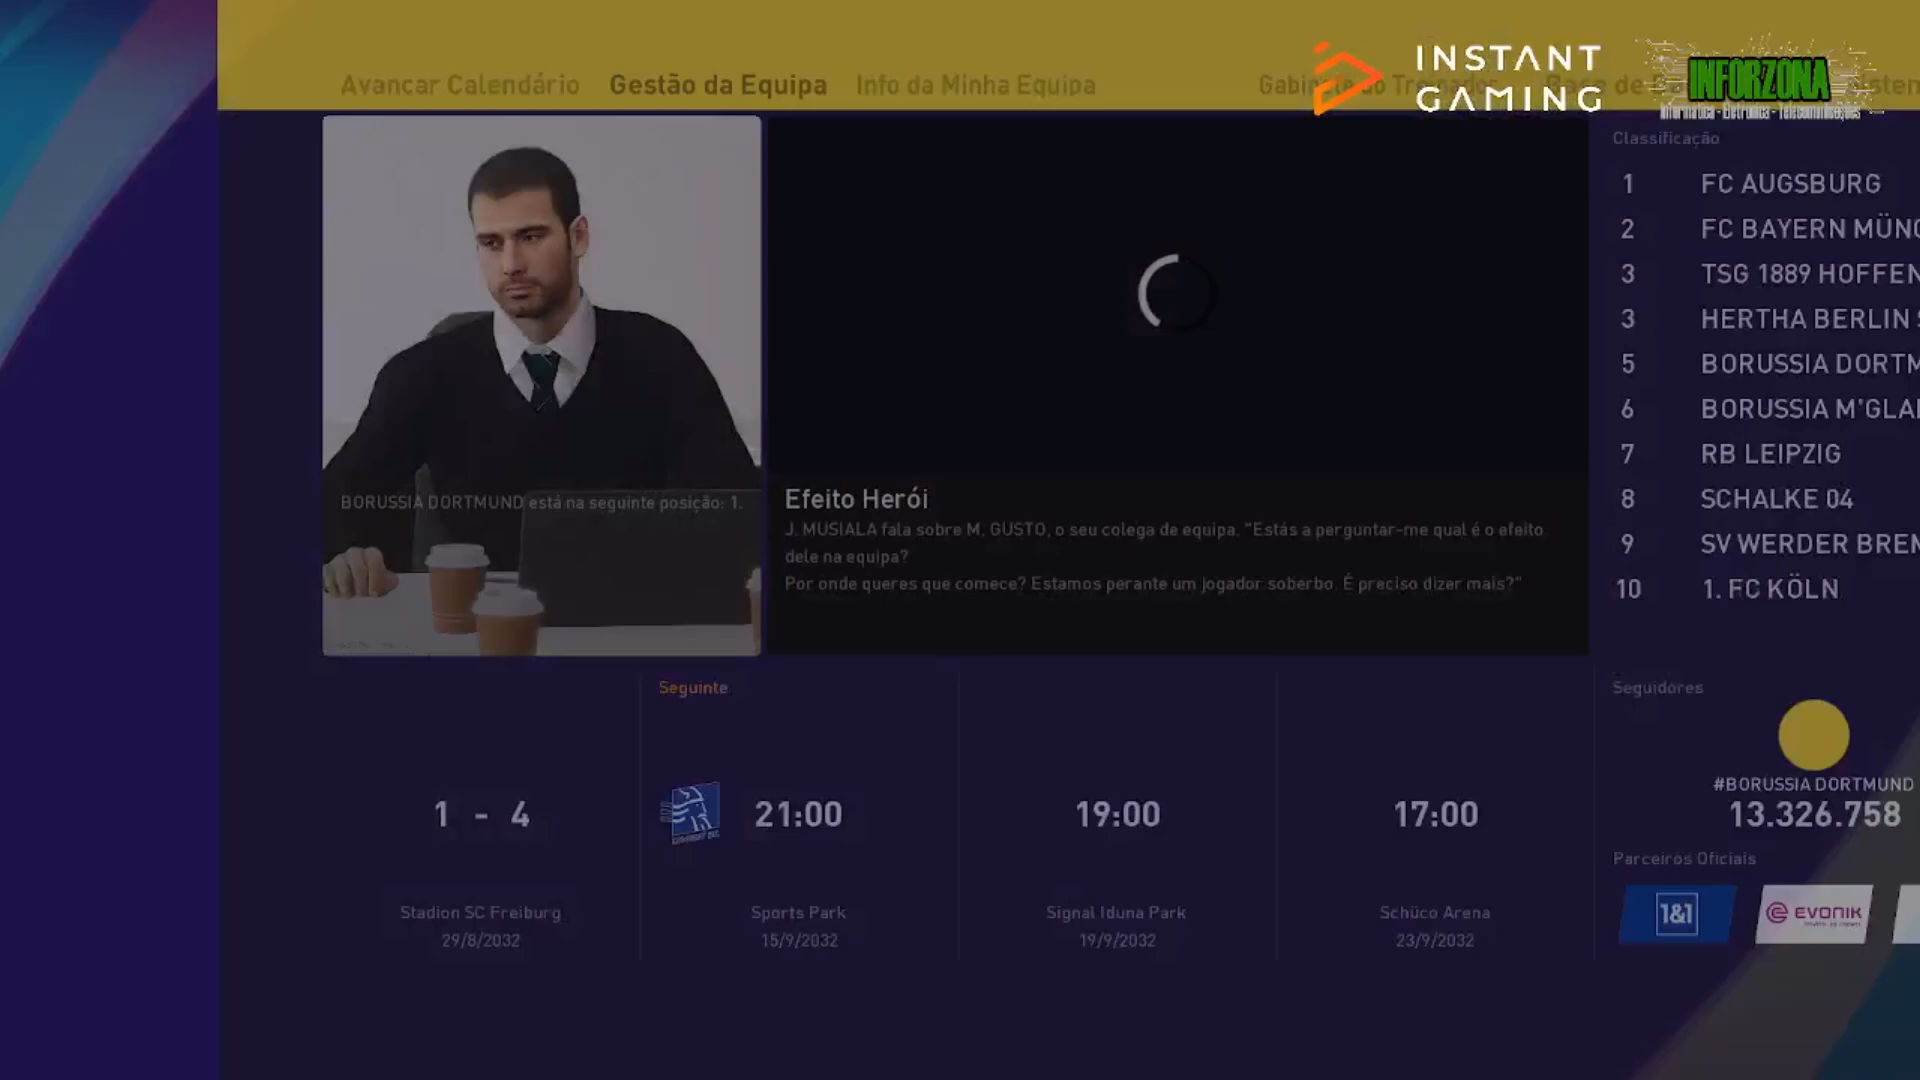 INSTANT
GAMING
INFORZONA
Informática - Eletrónica - Telecomunicações
Avançar Calendário Gestão da Equipa Info da Minha Equipa
Classificação
1 FC AUGSBURG
2 FC BAYERN MÜNC
3 TSG 1889 HOFFEN
3 HERTHA BERLIN
5 BORUSSIA DORTM
6 BORUSSIA M'GLA
7 RB LEIPZIG
8 SCHALKE 04
9 SV WERDER BREM
10 1. FC KÖLN
BORUSSIA DORTMUND está na seguinte posição: 1.
Efeito Herói
J. MUSIALA fala sobre M. GUSTO, o seu colega de equipa. "Estás a perguntar-me qual é o efeito
dele na equipa?
Por onde queres que comece? Estamos perante um jogador soberbo. É preciso dizer mais?"
Seguinte
1 - 4
Stadion SC Freiburg
29/8/2032
21:00
Sports Park
15/9/2032
19:00
Signal Iduna Park
19/9/2032
17:00
Schüco Arena
23/9/2032
Seguidores
#BORUSSIA DORTMUND
13.326.758
Parceiros Oficiais
1&1
EVONIK